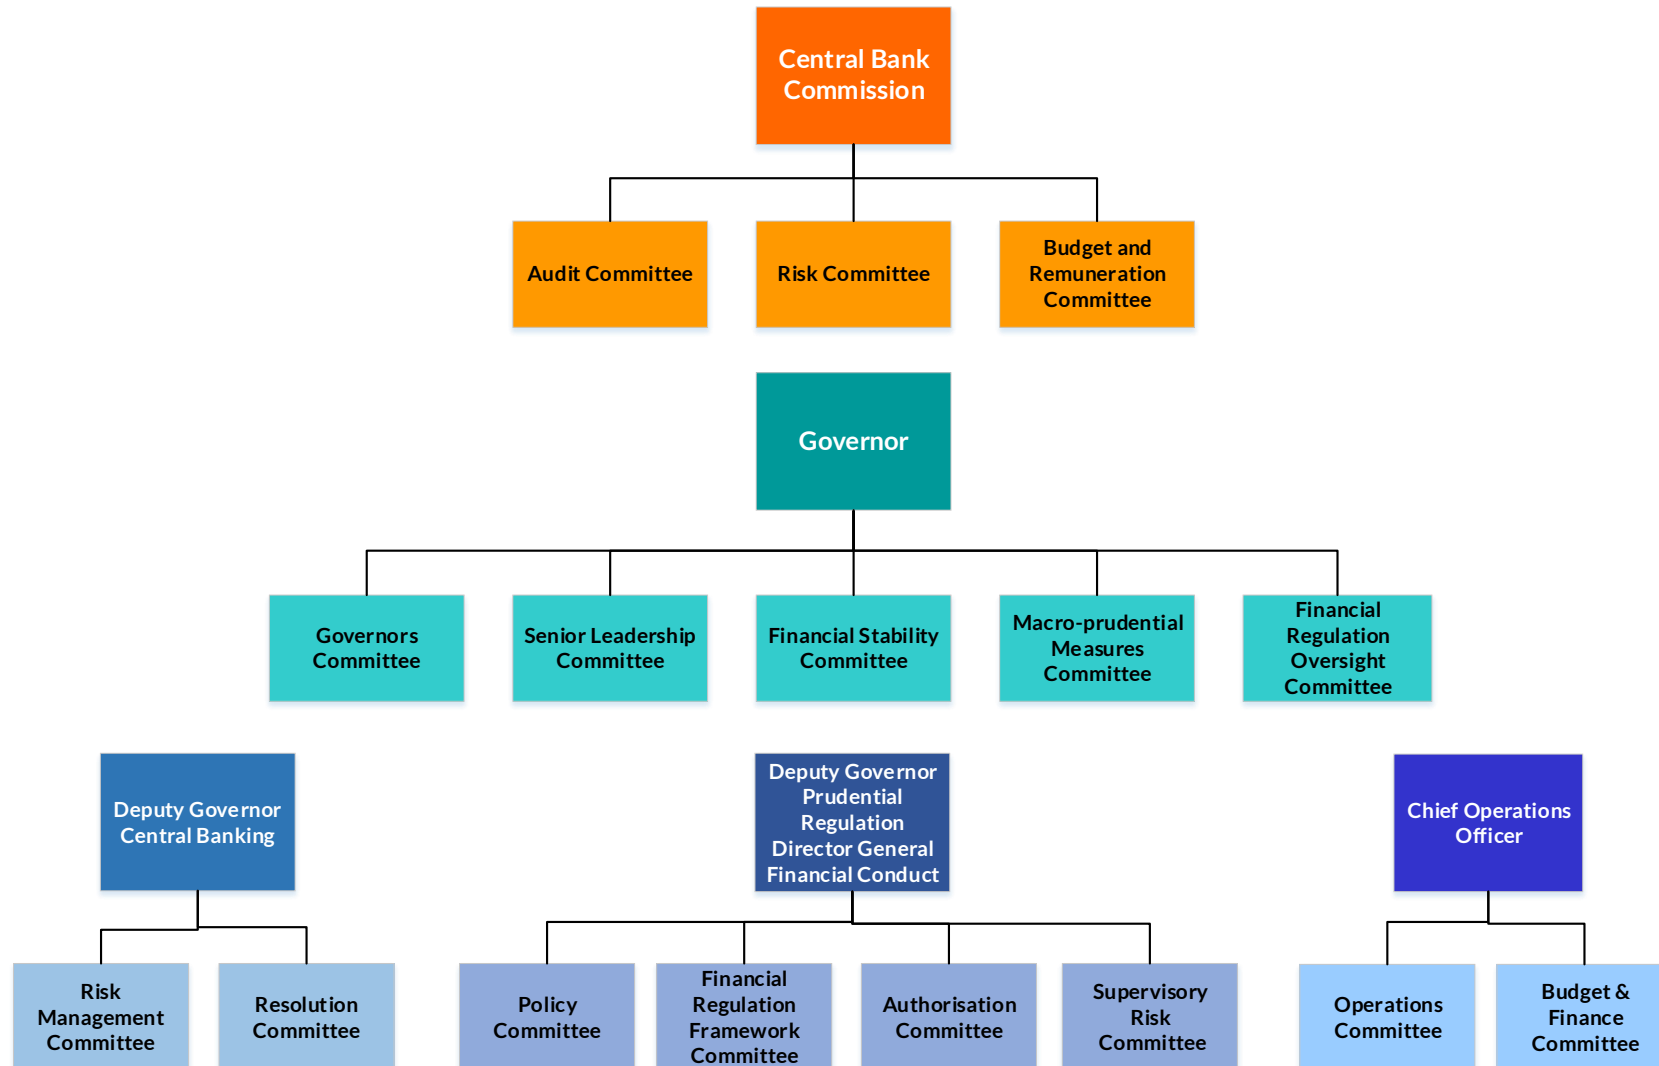 Central Bank
Commission
Audit Committee
Risk Committee
Budget and
Remuneration
Committee
Governor
Governors
Committee
Senior Leadership
Committee
Financial Stability
Committee
Macro-prudential
Measures
Committee
Financial
Regulation
Oversight
Committee
Deputy Governor
Central Banking
Deputy Governor
Prudential
Regulation
Director General
Financial Conduct
Chief Operations
Officer
Risk
Management
Committee
Resolution
Committee
Policy
Committee
Financial
Regulation
Framework
Committee
Authorisation
Committee
Supervisory
Risk
Committee
Operations
Committee
Budget &
Finance
Committee